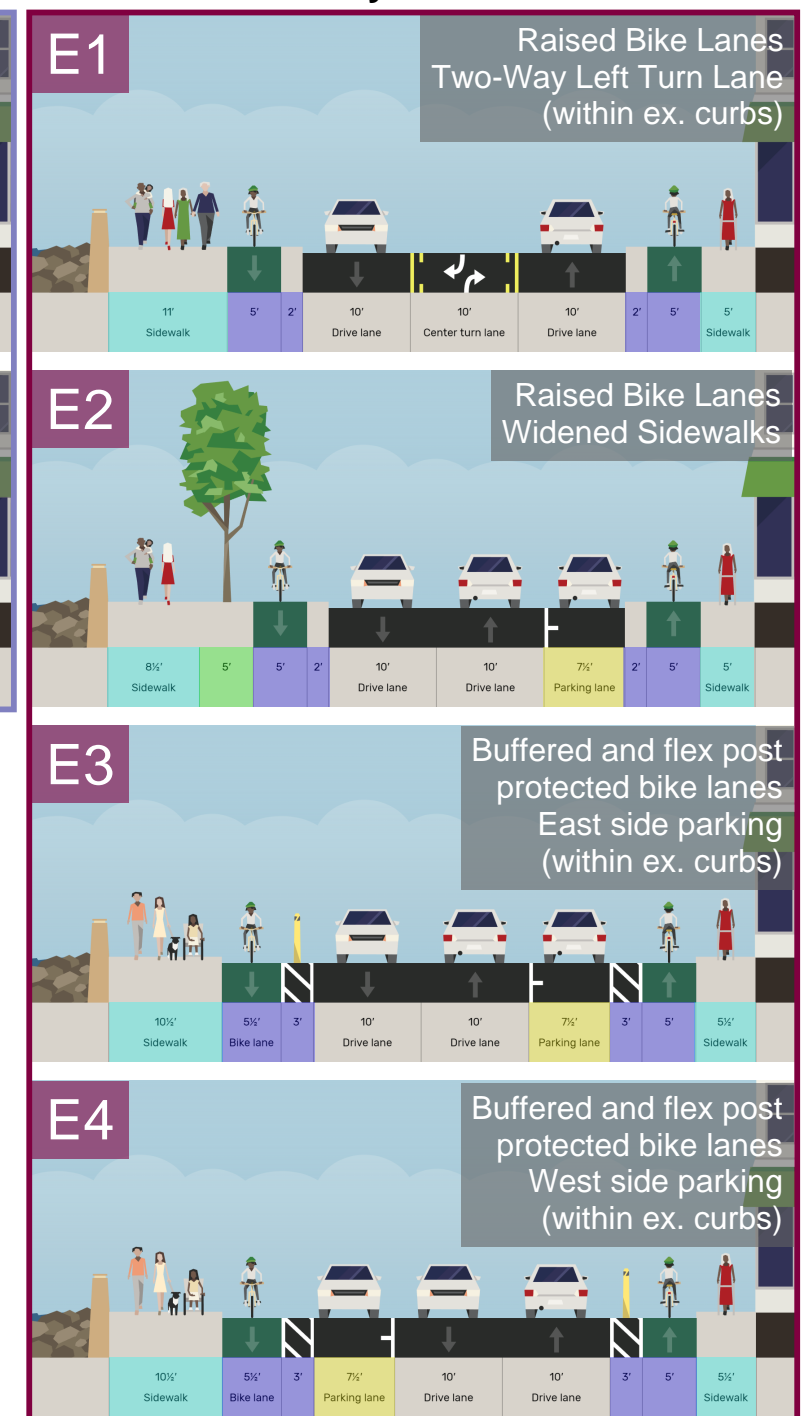 E1
Raised Bike Lanes
Two-Way Left Turn Lane
(within ex. curbs)
11' 5' 2' 10' 10' 10' 2' 5' 5'
Sidewalk Drive lane Center turn lane Drive lane Sidewalk
E2
Raised Bike Lanes
Widened Sidewalks
8½' 5' 5' 2' 10' 10' 7½' 2' 5' 5'
Sidewalk Drive lane Drive lane Parking lane Sidewalk
E3
Buffered and flex post
protected bike lanes
East side parking
(within ex. curbs)
10½' 5½' 3' 10' 10' 7½' 3' 5' 5½'
Sidewalk Bike lane Drive lane Drive lane Parking lane Sidewalk
E4
Buffered and flex post
protected bike lanes
West side parking
(within ex. curbs)
10½' 5½' 3' 7½' 10' 10' 3' 5' 5½'
Sidewalk Bike lane Parking lane Drive lane Drive lane Sidewalk